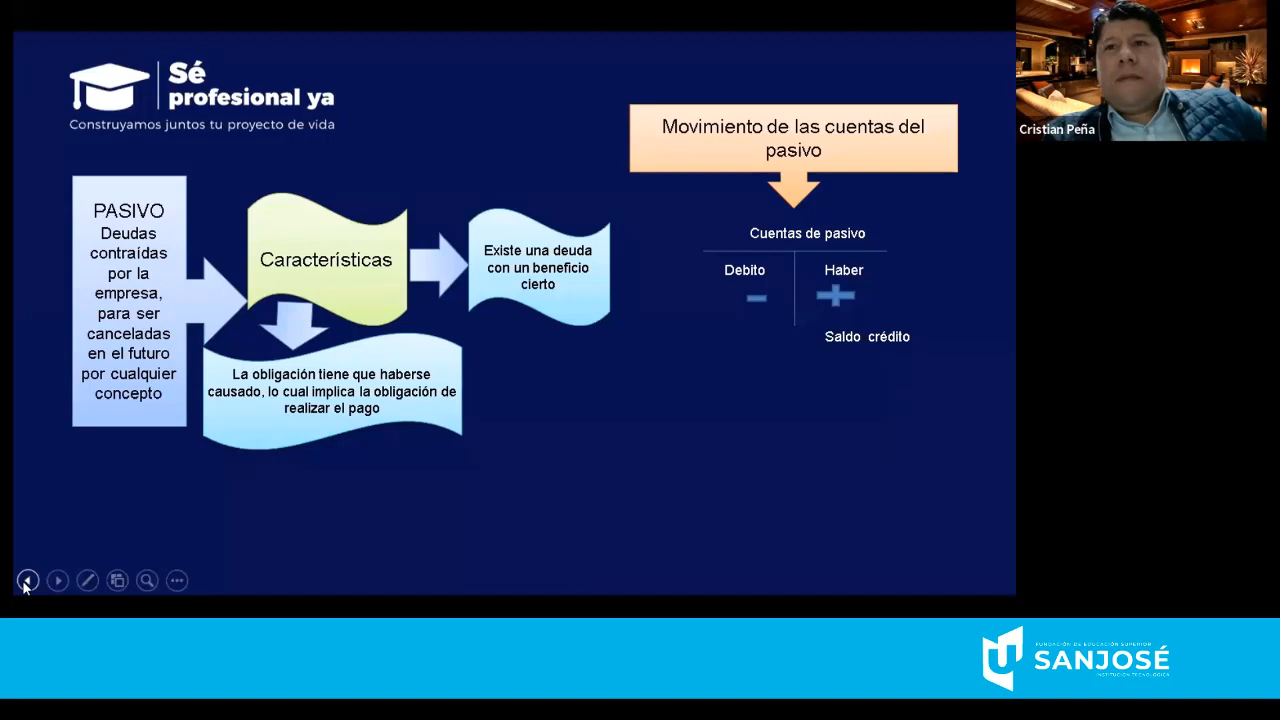 Sé
profesional ya
Construyamos juntos tu proyecto de vida
Movimiento de las cuentas del
pasivo
Cristian Peña
PASIVO
Deudas
contraídas
por la
empresa,
para ser
canceladas
en el futuro
por cualquier
concepto
Características
Existe una deuda
con un beneficio
cierto
La obligación tiene que haberse
causado, lo cual implica la obligación de
realizar el pago
Cuentas de pasivo
Debito
Haber
Saldo crédito
FUNDACIÓN DE EDUCACIÓN SUPERIOR
SANJOSÉ
INSTITUCIÓN TECNOLÓGICA